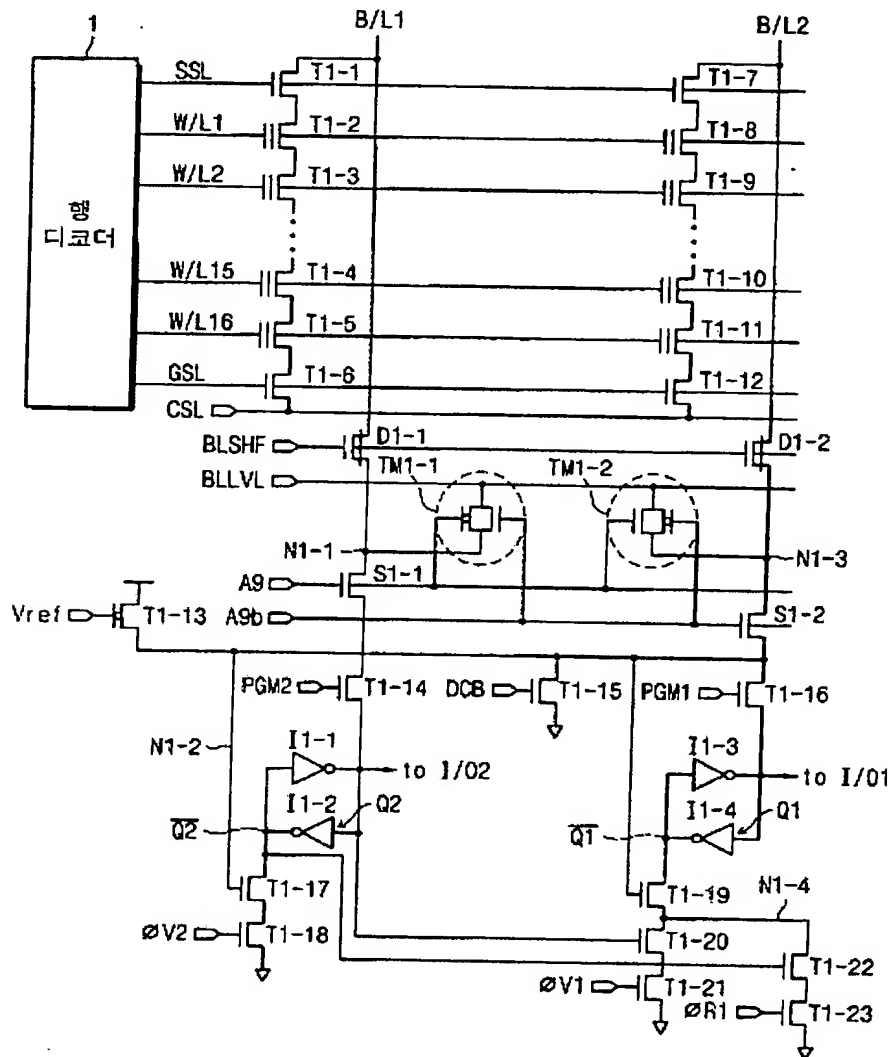 B/L1
B/L2
1
행
디코더
SSL
T1-1
T1-7
W/L1
T1-2
T1-8
W/L2
T1-3
T1-9
W/L15
T1-4
T1-10
W/L16
T1-5
T1-11
GSL
T1-6
T1-12
CSL
BLSHF
D1-1
D1-2
TM1-1
TM1-2
BLLVL
N1-1
N1-3
A9
S1-1
A9b
S1-2
Vref
T1-13
PGM2
T1-14
DCB
T1-15
PGM1
T1-16
N1-2
I1-1
to I/O2
I1-3
to I/O1
I1-2
Q2
I1-4
Q1
Q2
Q1
T1-17
T1-19
N1-4
ØV2
T1-18
T1-20
T1-22
ØV1
T1-21
ØR1
T1-23